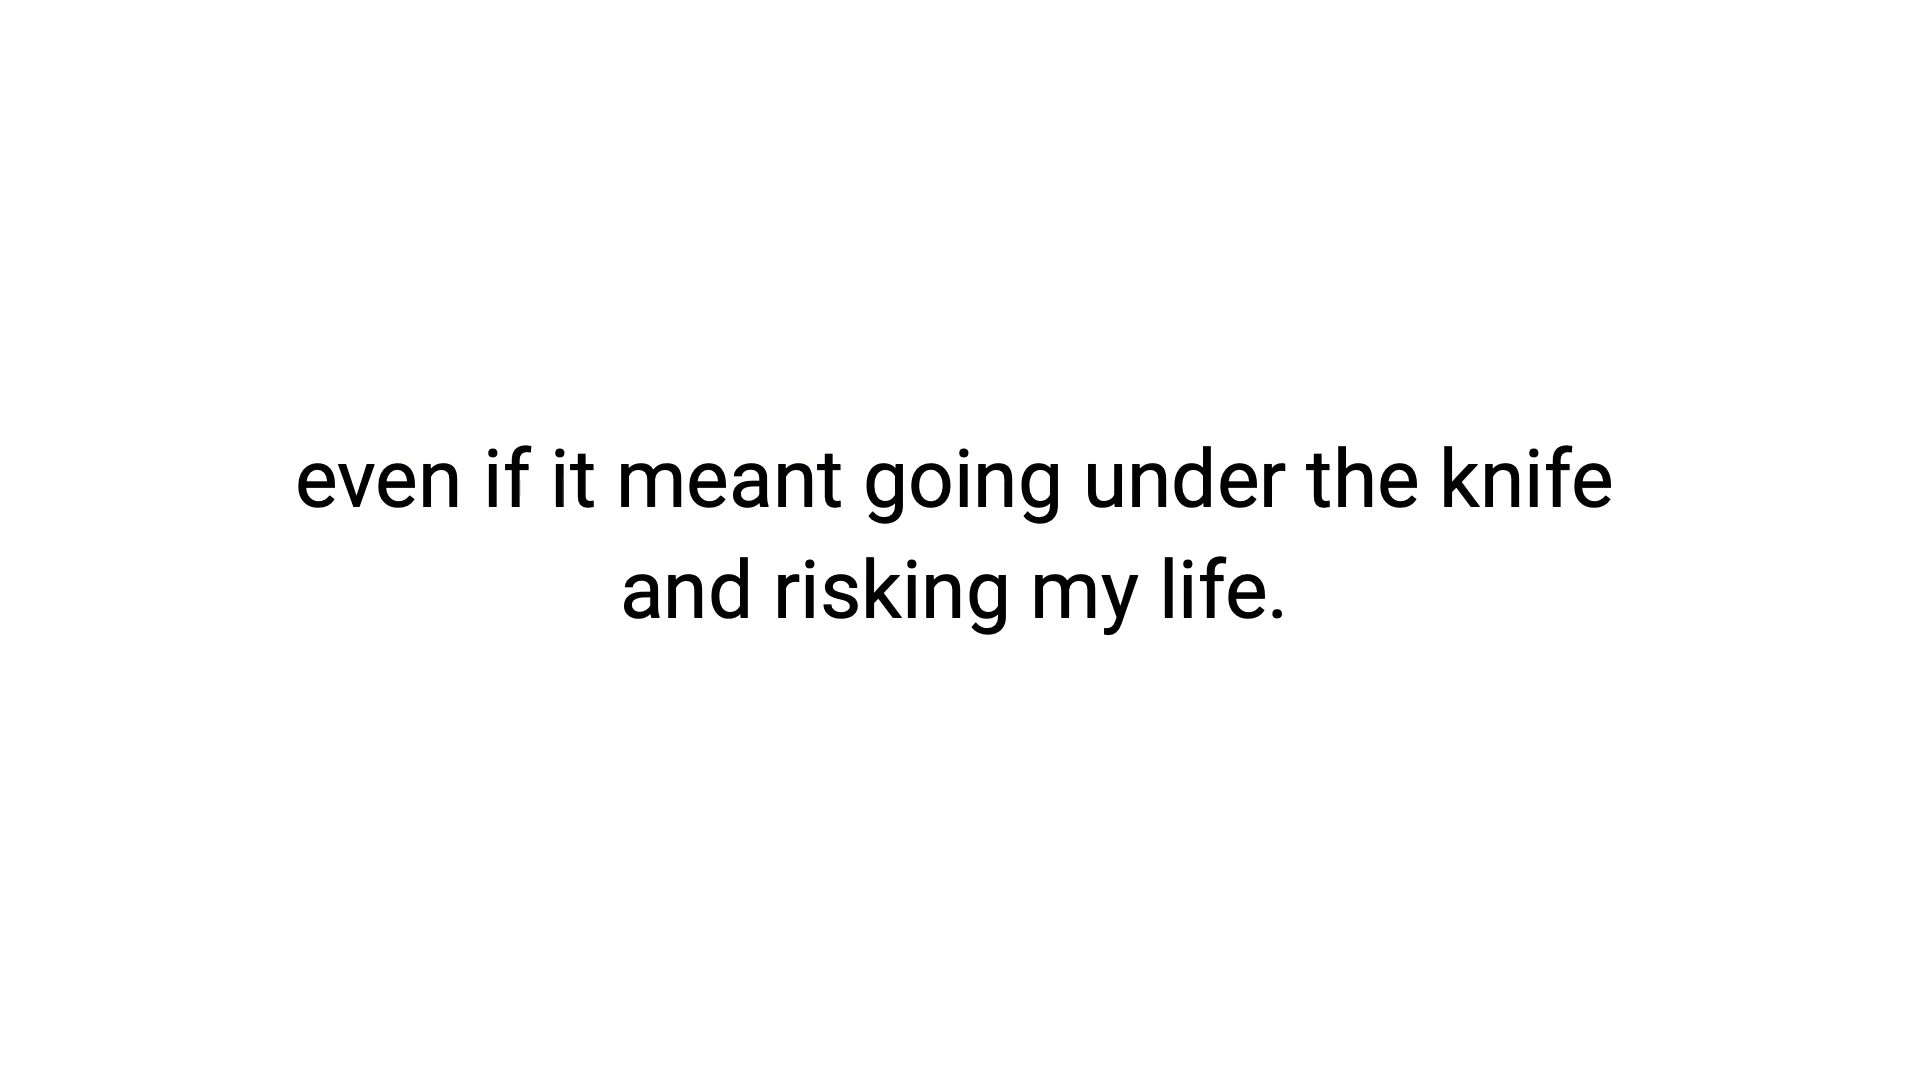 even if it meant going under the knife
and risking my life.